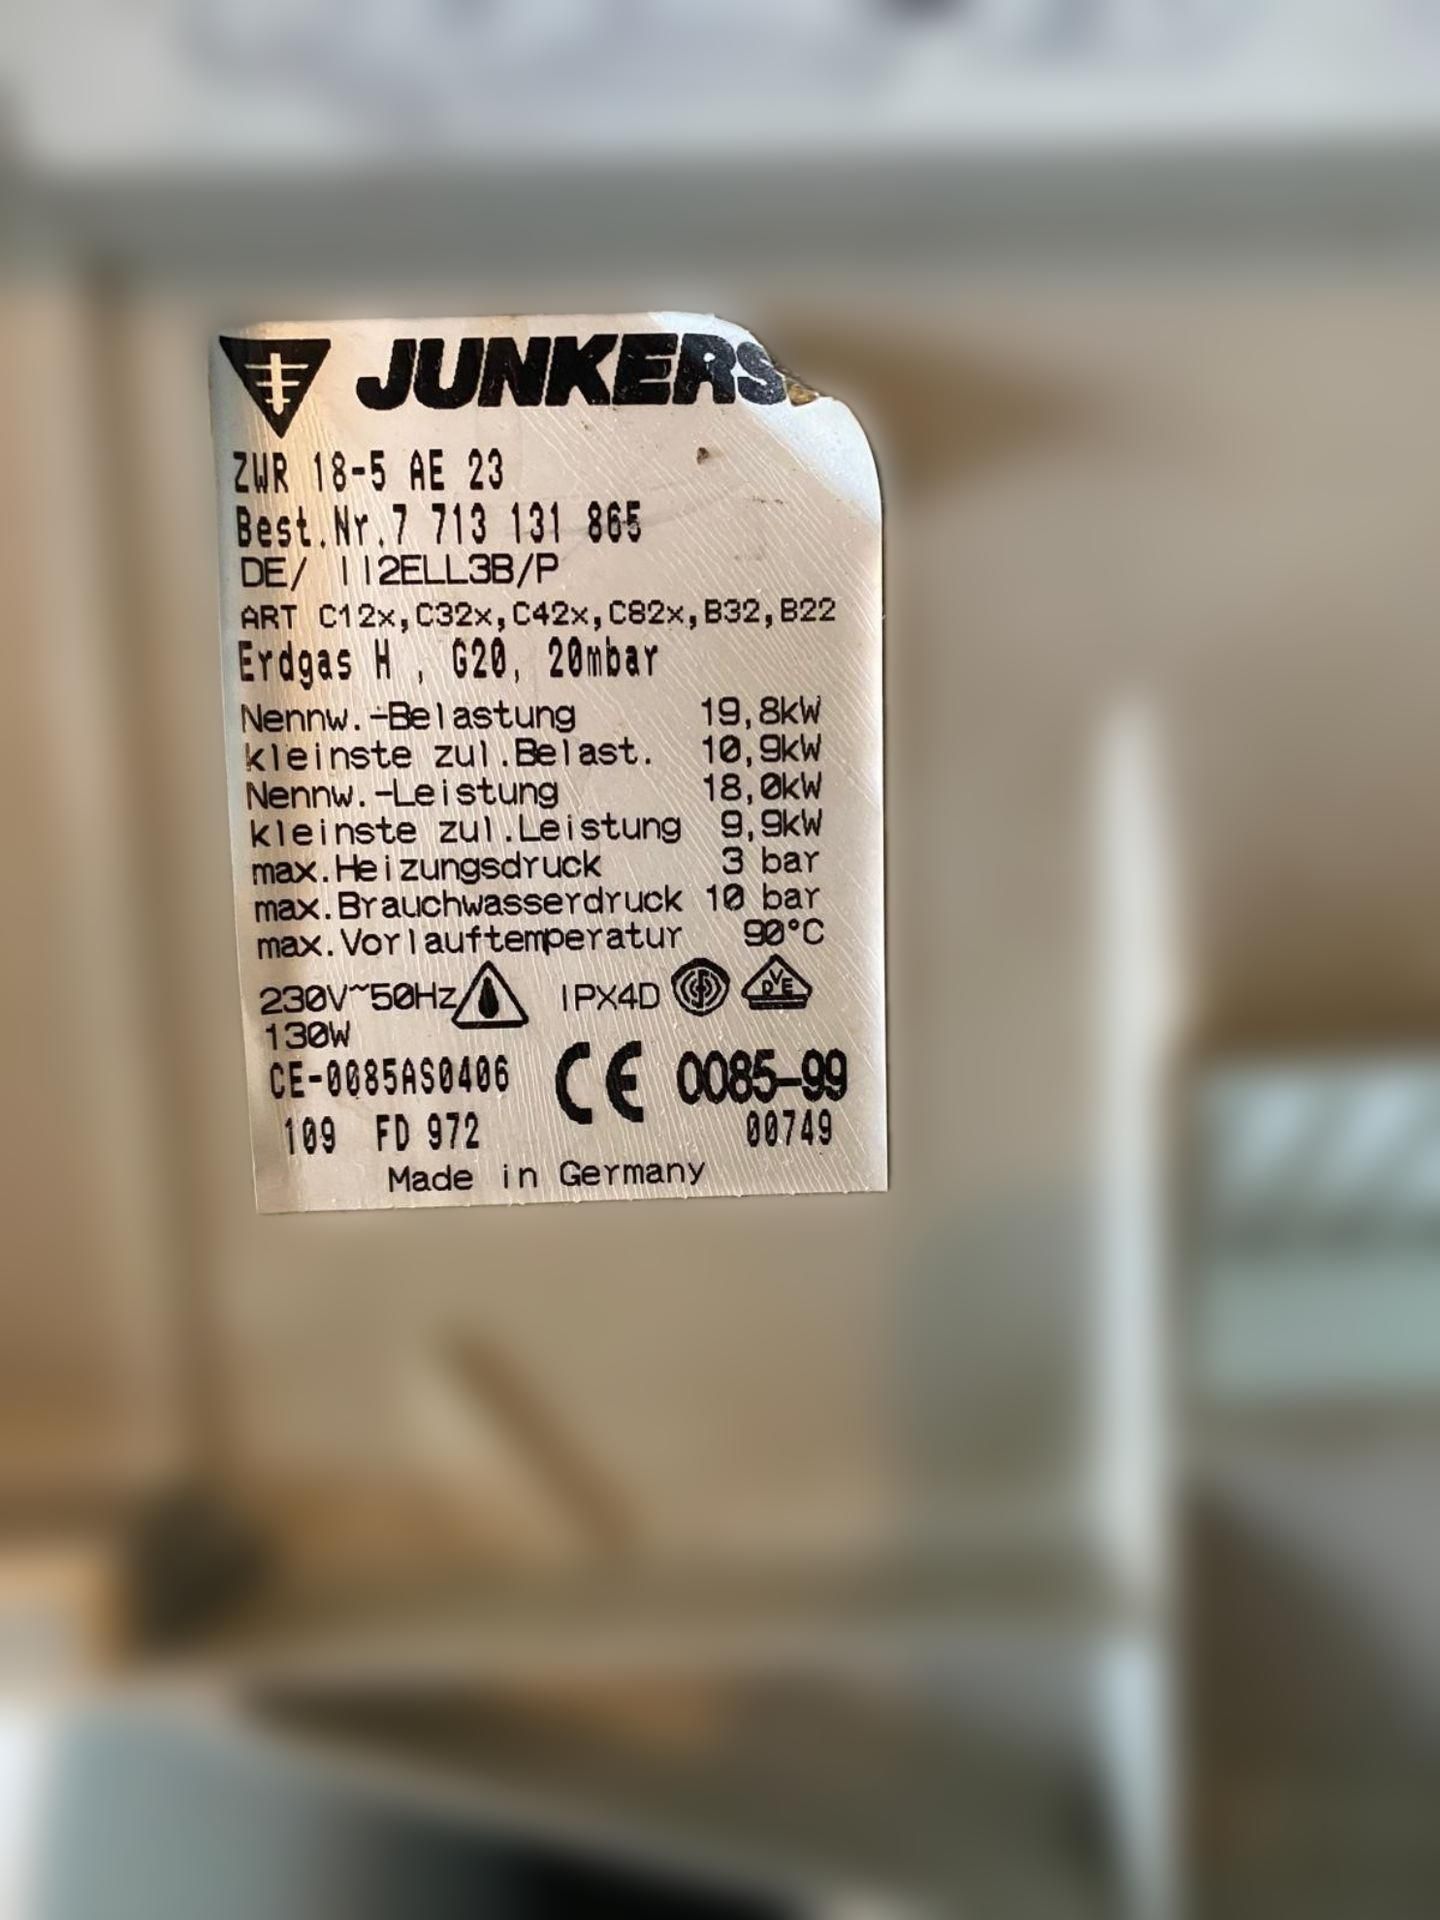 JUNKERS
ZWR 18-5 AE 23
Best.Nr.7 713 131 865
DE/ II2ELL3B/P
ART C12x,C32x,C42x,C82x,B32,B22
Erdgas H , G20, 20mbar
Nennw.-Belastung 19,8kW
kleinste zul.Belast. 10,9kW
Nennw.-Leistung 18,0kW
kleinste zul.Leistung 9,9kW
max.Heizungsdruck 3 bar
max.Brauchwasserdruck 10 bar
max.Vorlauftemperatur 90°C
230V~50Hz IPX4D DVE
130W
CE-0085AS0406 CE 0085-99
109 FD 972 00749
Made in Germany